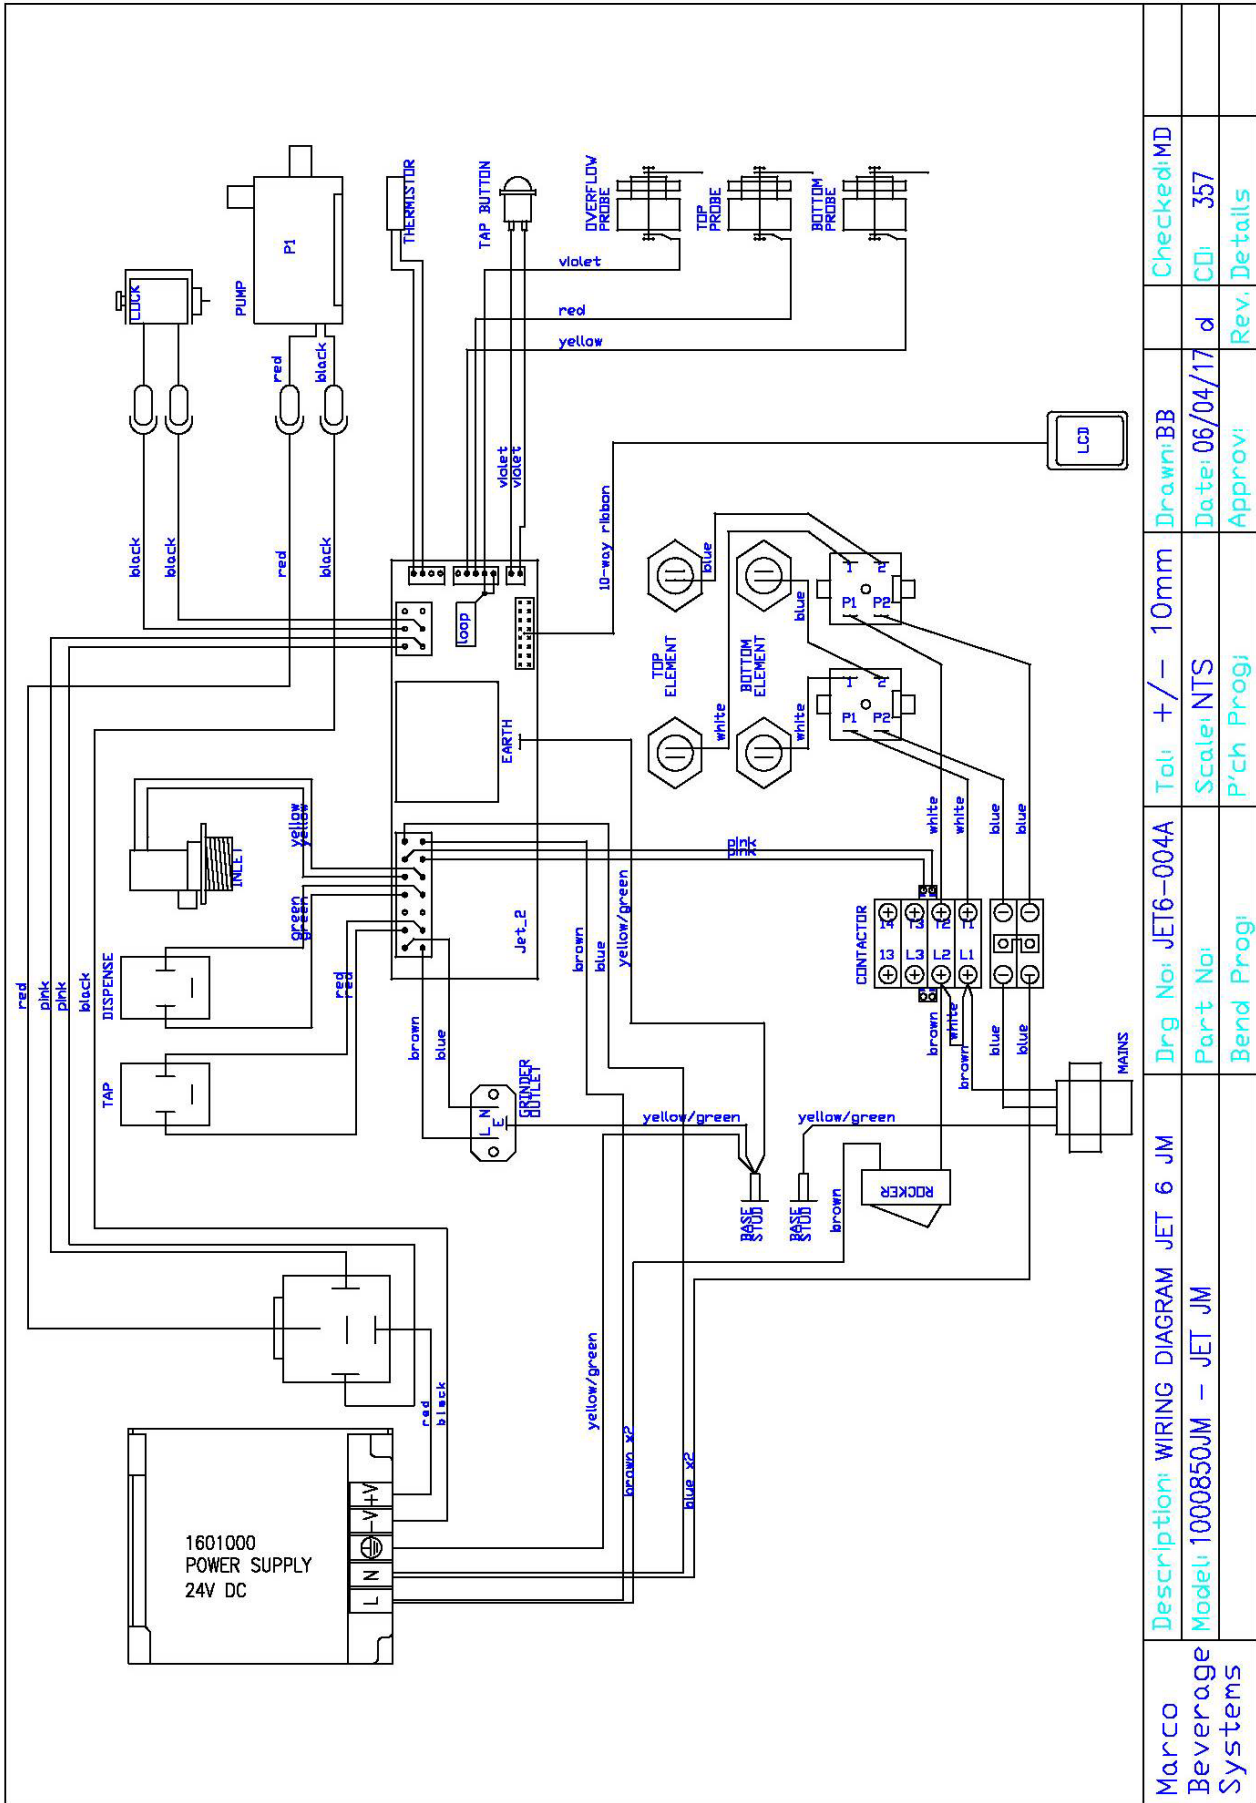 1601000
POWER SUPPLY
24V DC
L
N
-V
+V
red
black
red
pink
pink
black
TAP
DISPENSE
INLET
red
red
green
green
yellow
yellow
black
black
red
black
LOCK
PUMP
P1
red
black
THERMISTOR
TAP BUTTON
violet
violet
OVERFLOW
PROBE
TOP
PROBE
BOTTOM
PROBE
violet
red
yellow
loop
EARTH
Jet_2
10-way ribbon
LCD
brown
blue
GRINDER
OUTLET
L
N
E
brown
blue
yellow/green
yellow/green
yellow/green
yellow/green
BASE
STUD
BASE
STUD
brown
ROCKER
brown x2
blue x2
TOP
ELEMENT
BOTTOM
ELEMENT
blue
blue
white
white
1
2
P1
P2
1
2
P1
P2
white
white
blue
blue
CONTACTOR
14
T3
T2
T1
13
L3
L2
L1
brown
white
brown
blue
blue
MAINS
Marco
Beverage
Systems
Description: WIRING DIAGRAM JET 6 JM
Model: 1000850JM - JET JM
Drg No: JET6-004A
Part No:
Bend Prog:
Tol: +/- 10mm
Scale: NTS
P'ch Prog:
Drawn: BB
Date: 06/04/17
Approv:
d
Rev.
Checked: MD
CD: 357
Details